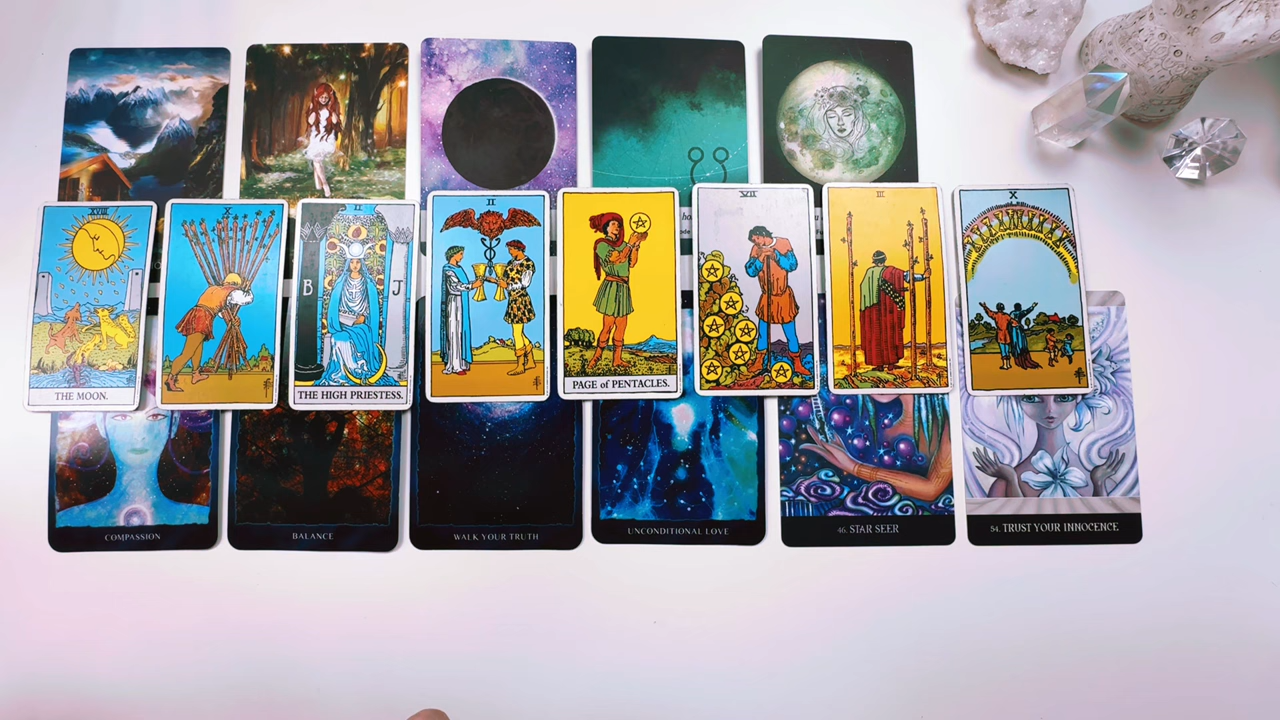 XVIII
THE MOON.
X
B
J
THE HIGH PRIESTESS.
II
PAGE of PENTACLES.
VII
III
X
COMPASSION
BALANCE
WALK YOUR TRUTH
UNCONDITIONAL LOVE
46. STAR SEER
54. TRUST YOUR INNOCENCE